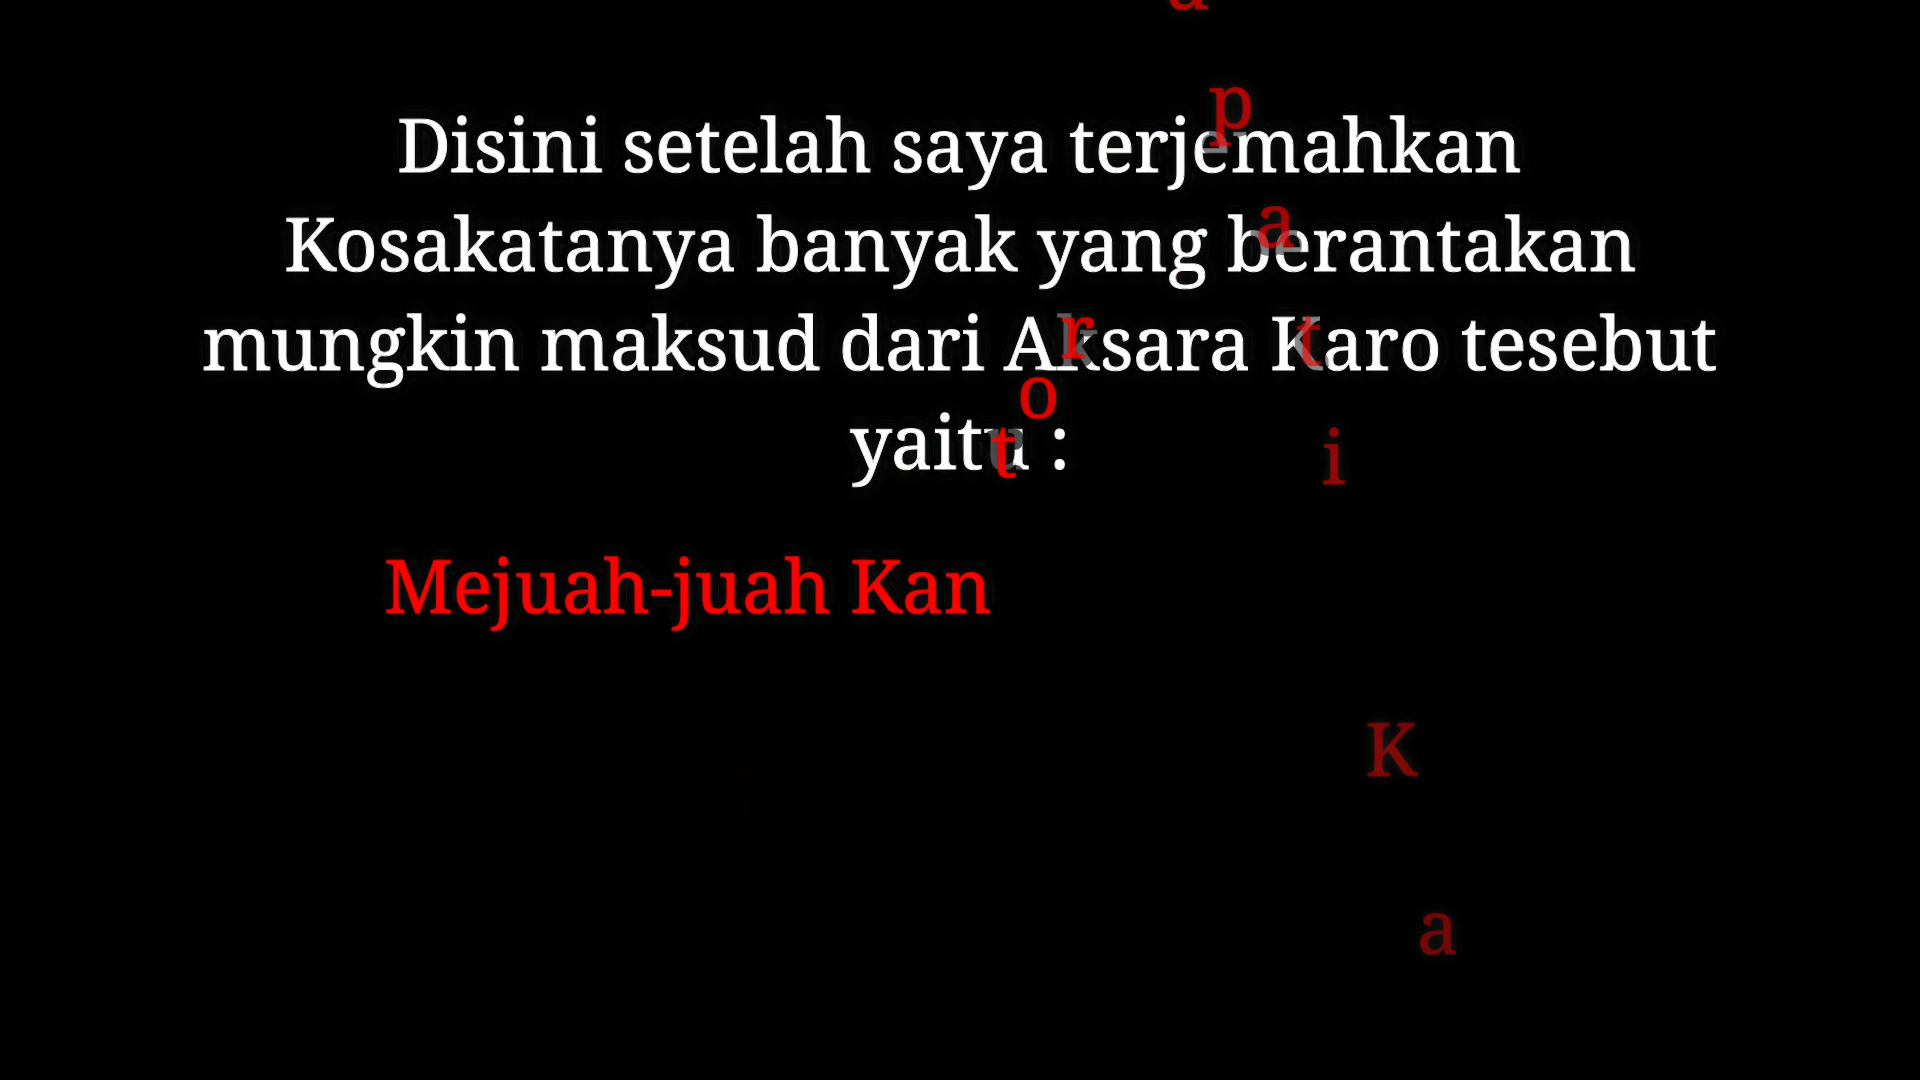 Disini setelah saya terjemahkan
Kosakatanya banyak yang berantakan
mungkin maksud dari Aksara Karo tesebut
yaitu :
Mejuah-juah Kan
t
o
r
a
p
a
t
i
K
a